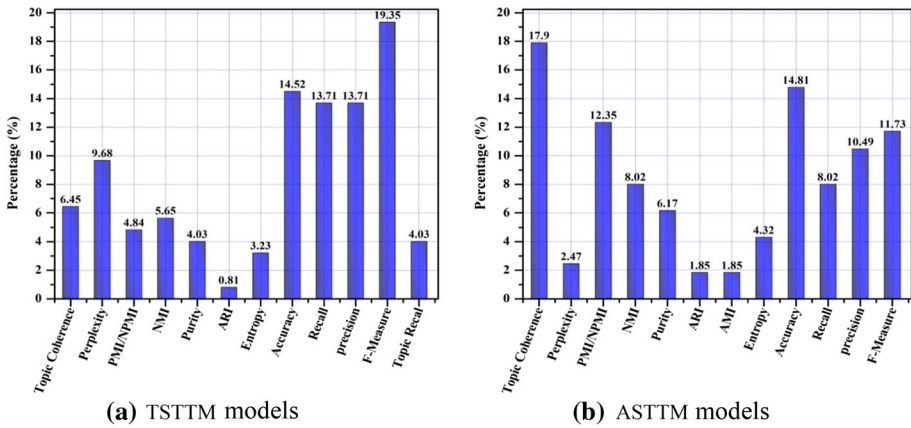 20
18
16
14
12
10
8
6
4
2
0
Percentage (%)
6.45
9.68
4.84
5.65
4.03
0.81
3.23
14.52
13.71
13.71
19.35
4.03
Topic Coherence
Perplexity
PMI/NPMI
NMI
Purity
ARI
Entropy
Accuracy
Recall
precision
F-Measure
Topic Recal
(a) TSTTM models
20
18
16
14
12
10
8
6
4
2
0
Percentage (%)
17.9
2.47
12.35
8.02
6.17
1.85
1.85
4.32
14.81
8.02
10.49
11.73
Topic Coherence
Perplexity
PMI/NPMI
NMI
Purity
ARI
AMI
Entropy
Accuracy
Recall
precision
F-Measure
(b) ASTTM models